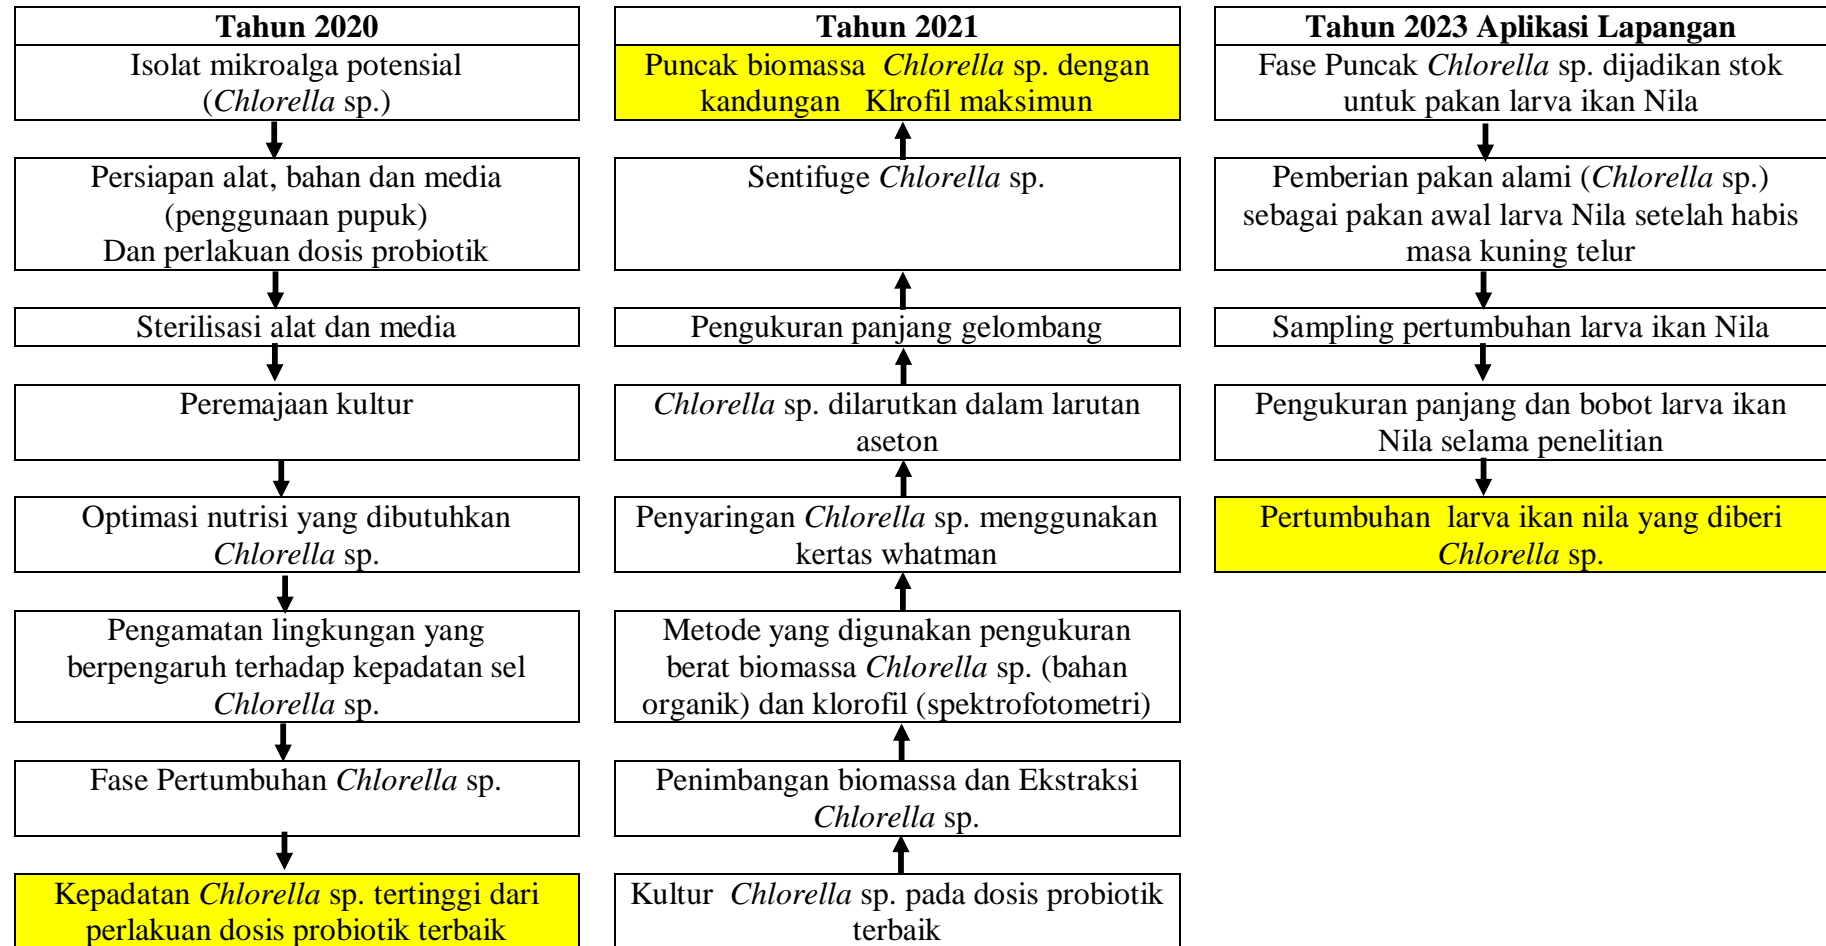 Tahun 2020
Isolat mikroalga potensial
(Chlorella sp.)
Persiapan alat, bahan dan media
(penggunaan pupuk)
Dan perlakuan dosis probiotik
Sterilisasi alat dan media
Peremajaan kultur
Optimasi nutrisi yang dibutuhkan
Chlorella sp.
Pengamatan lingkungan yang
berpengaruh terhadap kepadatan sel
Chlorella sp.
Fase Pertumbuhan Chlorella sp.
Kepadatan Chlorella sp. tertinggi dari
perlakuan dosis probiotik terbaik
Tahun 2021
Puncak biomassa Chlorella sp. dengan
kandungan Klrofil maksimun
Sentifuge Chlorella sp.
Pengukuran panjang gelombang
Chlorella sp. dilarutkan dalam larutan
aseton
Penyaringan Chlorella sp. menggunakan
kertas whatman
Metode yang digunakan pengukuran
berat biomassa Chlorella sp. (bahan
organik) dan klorofil (spektrofotometri)
Penimbangan biomassa dan Ekstraksi
Chlorella sp.
Kultur Chlorella sp. pada dosis probiotik
terbaik
Tahun 2023 Aplikasi Lapangan
Fase Puncak Chlorella sp. dijadikan stok
untuk pakan larva ikan Nila
Pemberian pakan alami (Chlorella sp.)
sebagai pakan awal larva Nila setelah habis
masa kuning telur
Sampling pertumbuhan larva ikan Nila
Pengukuran panjang dan bobot larva ikan
Nila selama penelitian
Pertumbuhan larva ikan nila yang diberi
Chlorella sp.